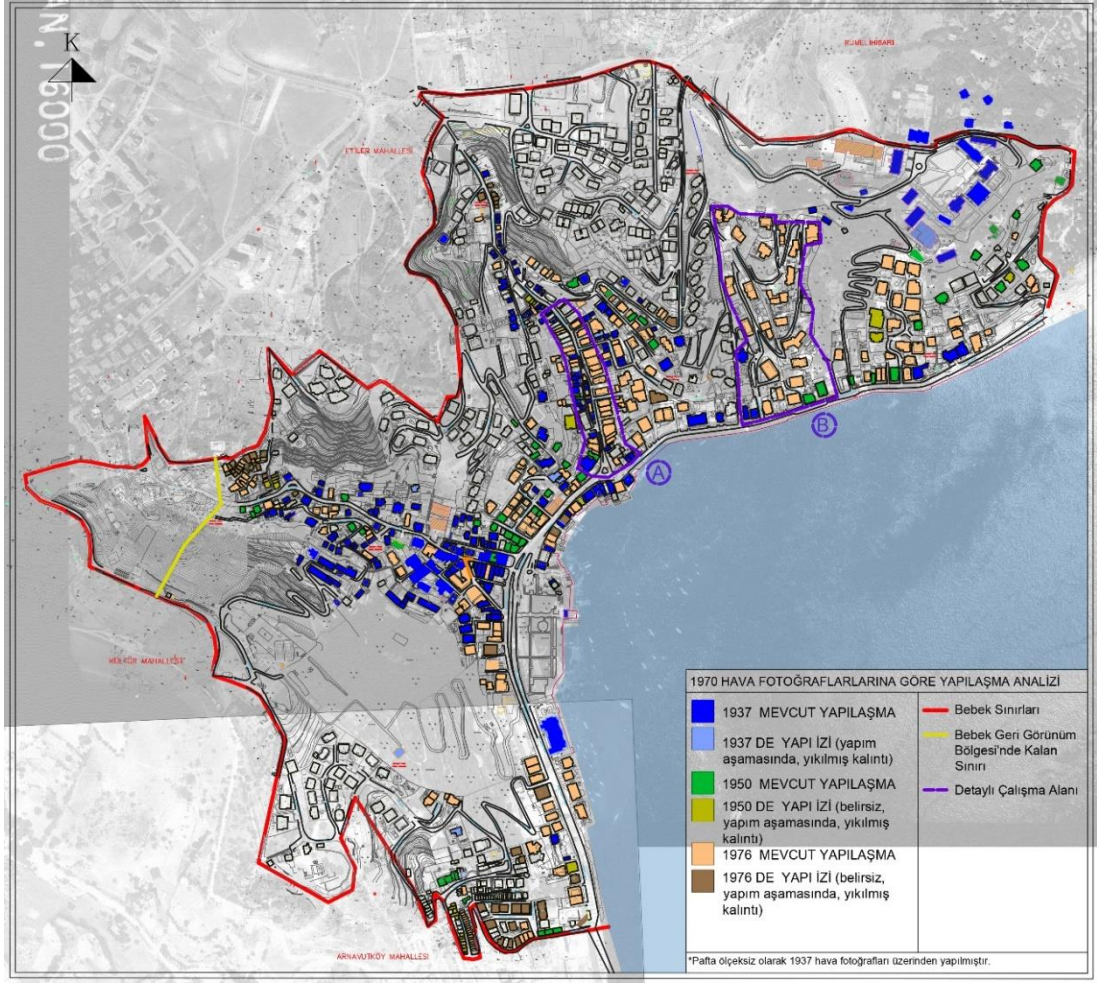 AN. 16000
K
RUMELİHİSARI
ETİLER MAHALLESİ
A
B
KÜLTÜR MAHALLESİ
ARNAVUTKÖY MAHALLESİ
1970 HAVA FOTOĞRAFLARLARINA GÖRE YAPILAŞMA ANALİZİ
1937 MEVCUT YAPILAŞMA
1937 DE YAPI İZİ (yapım
aşamasında, yıkılmış kalıntı)
1950 MEVCUT YAPILAŞMA
1950 DE YAPI İZİ (belirsiz,
yapım aşamasında, yıkılmış
kalıntı)
1976 MEVCUT YAPILAŞMA
1976 DE YAPI İZİ (belirsiz,
yapım aşamasında, yıkılmış
kalıntı)
Bebek Sınırları
Bebek Geri Görünüm
Bölgesi'nde Kalan
Sınırı
Detaylı Çalışma Alanı
*Pafta ölçeksiz olarak 1937 hava fotoğrafları üzerinden yapılmıştır.